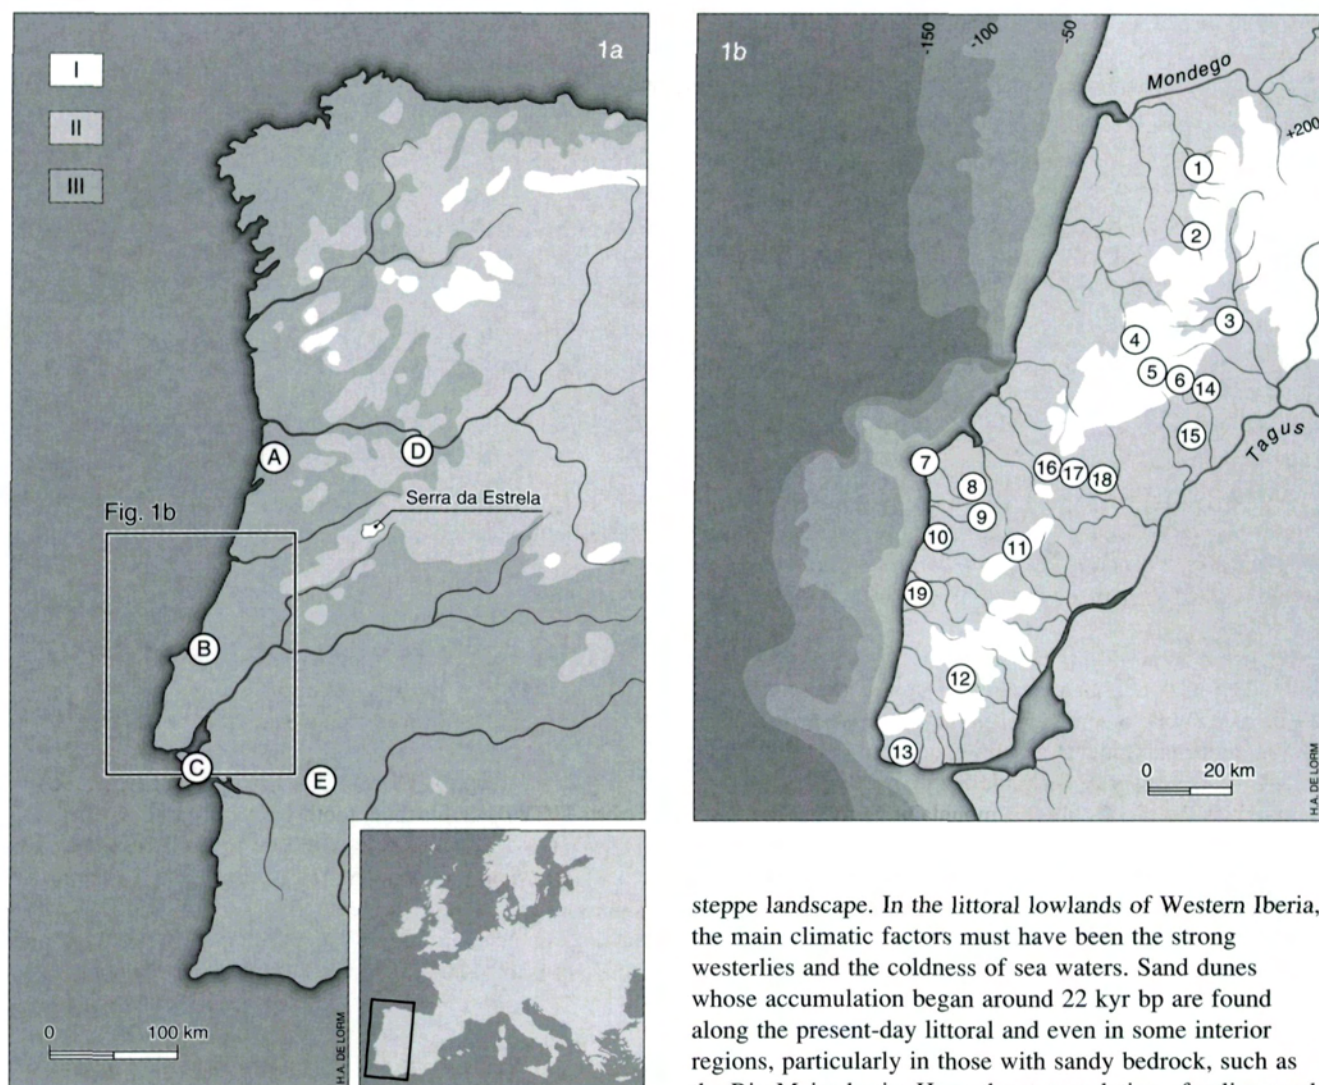 1a
I
II
III
A
D
Serra da Estrela
Fig. 1b
B
C
E
0 100 km
H.A. DE LORM
1b
-150
-100
-50
Mondego
+200
1
2
3
4
5
6
14
15
Tagus
7
8
16
17
18
9
10
11
19
12
13
0 20 km
H.A. DE LORM
steppe landscape. In the littoral lowlands of Western Iberia,
the main climatic factors must have been the strong
westerlies and the coldness of sea waters. Sand dunes
whose accumulation began around 22 kyr bp are found
along the present-day littoral and even in some interior
regions, particularly in those with sandy bedrock, such as